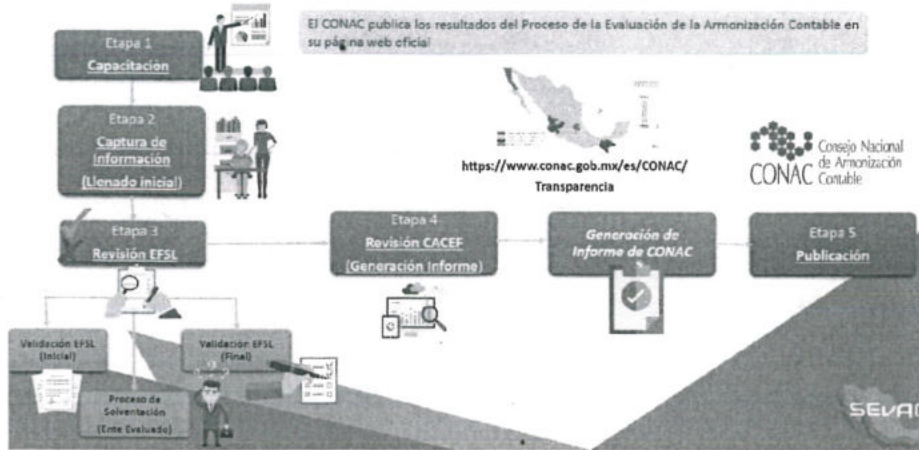 El CONAC publica los resultados del Proceso de la Evaluación de la Armonización Contable en
su página web oficial
Etapa 1
Capacitación
Etapa 2
Captura de
Información
(Llenado inicial)
https://www.conac.gob.mx/es/CONAC/
Transparencia
CONAC
Consejo Nacional
de Armonización
Contable
Etapa 3
Revisión EFSL
Etapa 4
Revisión CACEF
(Generación Informe)
Generación de
Informe de CONAC
Etapa 5
Publicación
Validación EFSL
(Inicial)
Validación EFSL
(Final)
Proceso de
Solventación
(Ente Evaluado)